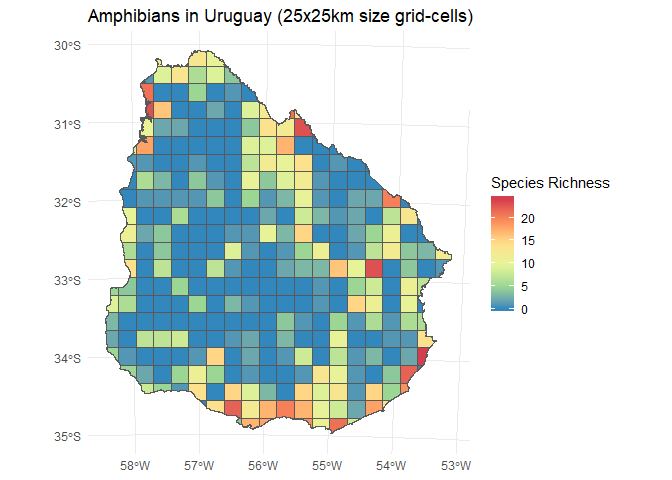 Amphibians in Uruguay (25x25km size grid-cells)
30°S
31°S
32°S
33°S
34°S
35°S
58°W
57°W
56°W
55°W
54°W
53°W
Species Richness
20
15
10
5
0